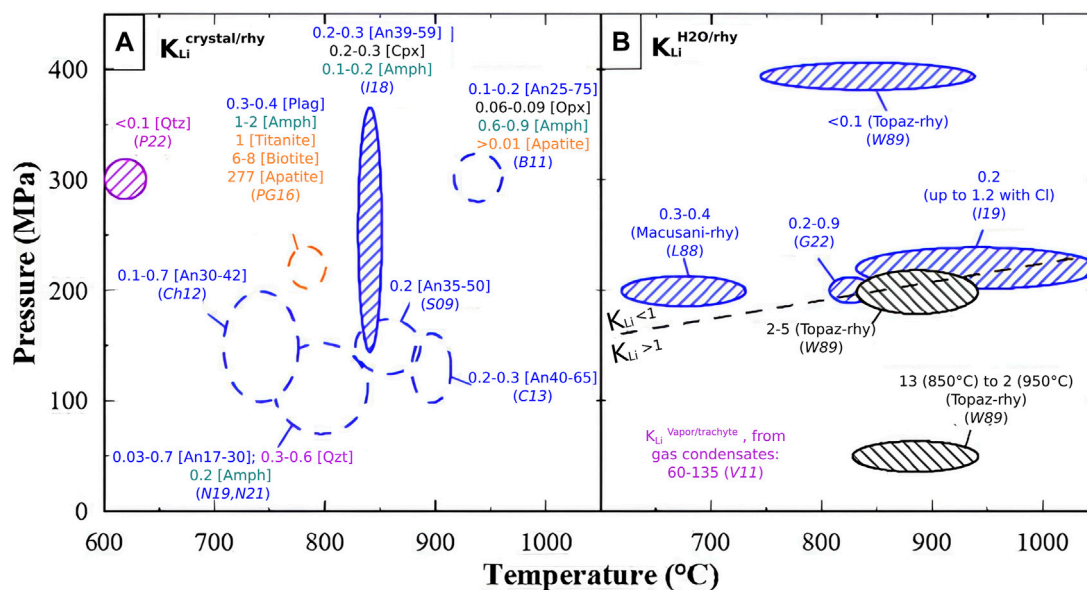 A
K Li crystal/rhy
0.2-0.3 [An39-59]
0.2-0.3 [Cpx]
0.1-0.2 [Amph]
(I18)
0.1-0.2 [An25-75]
0.06-0.09 [Opx]
0.6-0.9 [Amph]
>0.01 [Apatite]
(B11)
0.3-0.4 [Plag]
1-2 [Amph]
1 [Titanite]
6-8 [Biotite]
277 [Apatite]
(PG16)
<0.1 [Qtz]
(P22)
0.1-0.7 [An30-42]
(Ch12)
0.2 [An35-50]
(S09)
0.2-0.3 [An40-65]
(C13)
0.03-0.7 [An17-30]; 0.3-0.6 [Qzt]
0.2 [Amph]
(N19,N21)
B
K Li H2O/rhy
<0.1 (Topaz-rhy)
(W89)
0.2
(up to 1.2 with Cl)
(I19)
0.3-0.4
(Macusani-rhy)
(L88)
0.2-0.9
(G22)
K Li <1
K Li >1
2-5 (Topaz-rhy)
(W89)
13 (850°C) to 2 (950°C)
(Topaz-rhy)
(W89)
K Li Vapor/trachyte , from
gas condensates:
60-135 (V11)
Pressure (MPa)
400
300
200
100
0
600 700 800 900 1000
700 800 900 1000
Temperature (°C)